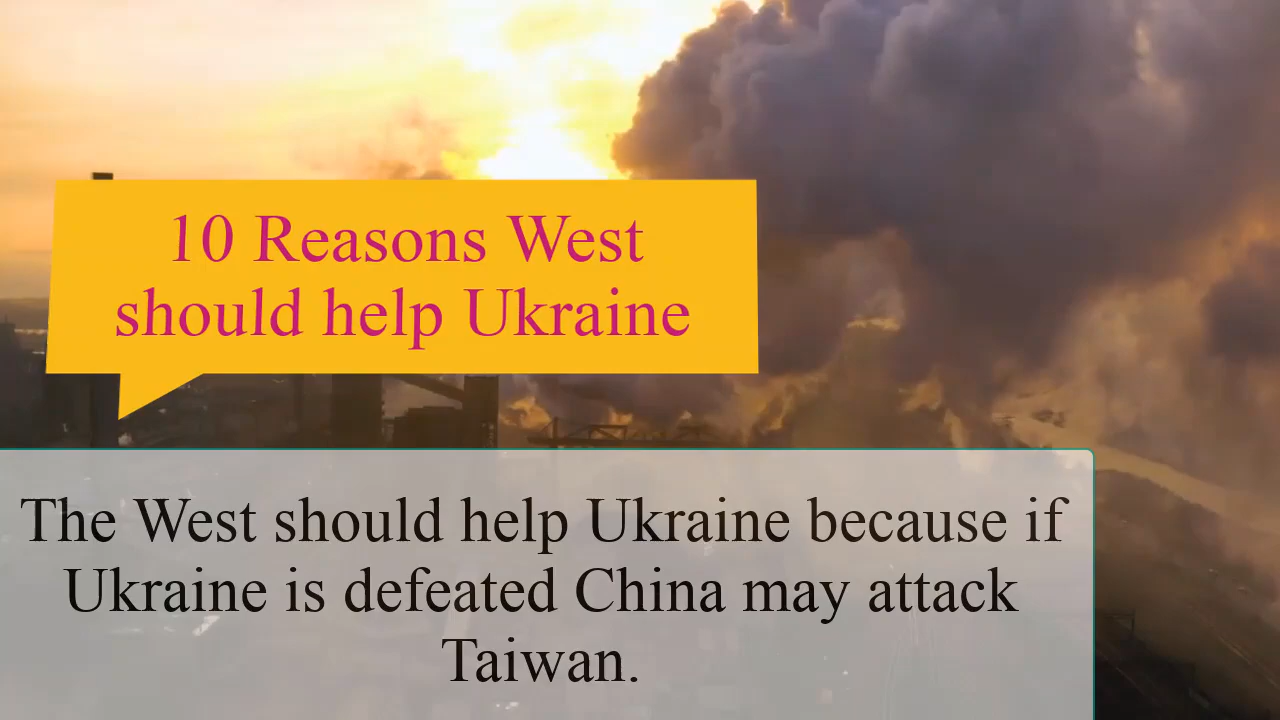 10 Reasons West
should help Ukraine
The West should help Ukraine because if
Ukraine is defeated China may attack
Taiwan.